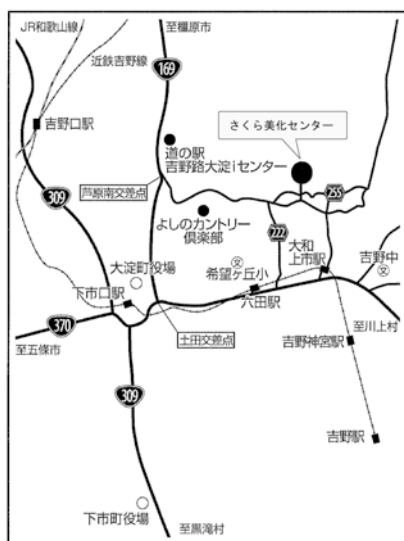 JR和歌山線
至橿原市
近鉄吉野線
169
吉野口駅
さくら美化センター
道の駅
吉野路大淀iセンター
芦原南交差点
309
255
よしのカントリー
倶楽部
222
大和
上市駅
吉野中
文
大淀町役場
文
希望ヶ丘小
下市口駅
六田駅
370
至川上村
土田交差点
至五條市
吉野神宮駅
309
吉野駅
下市町役場
至黒滝村